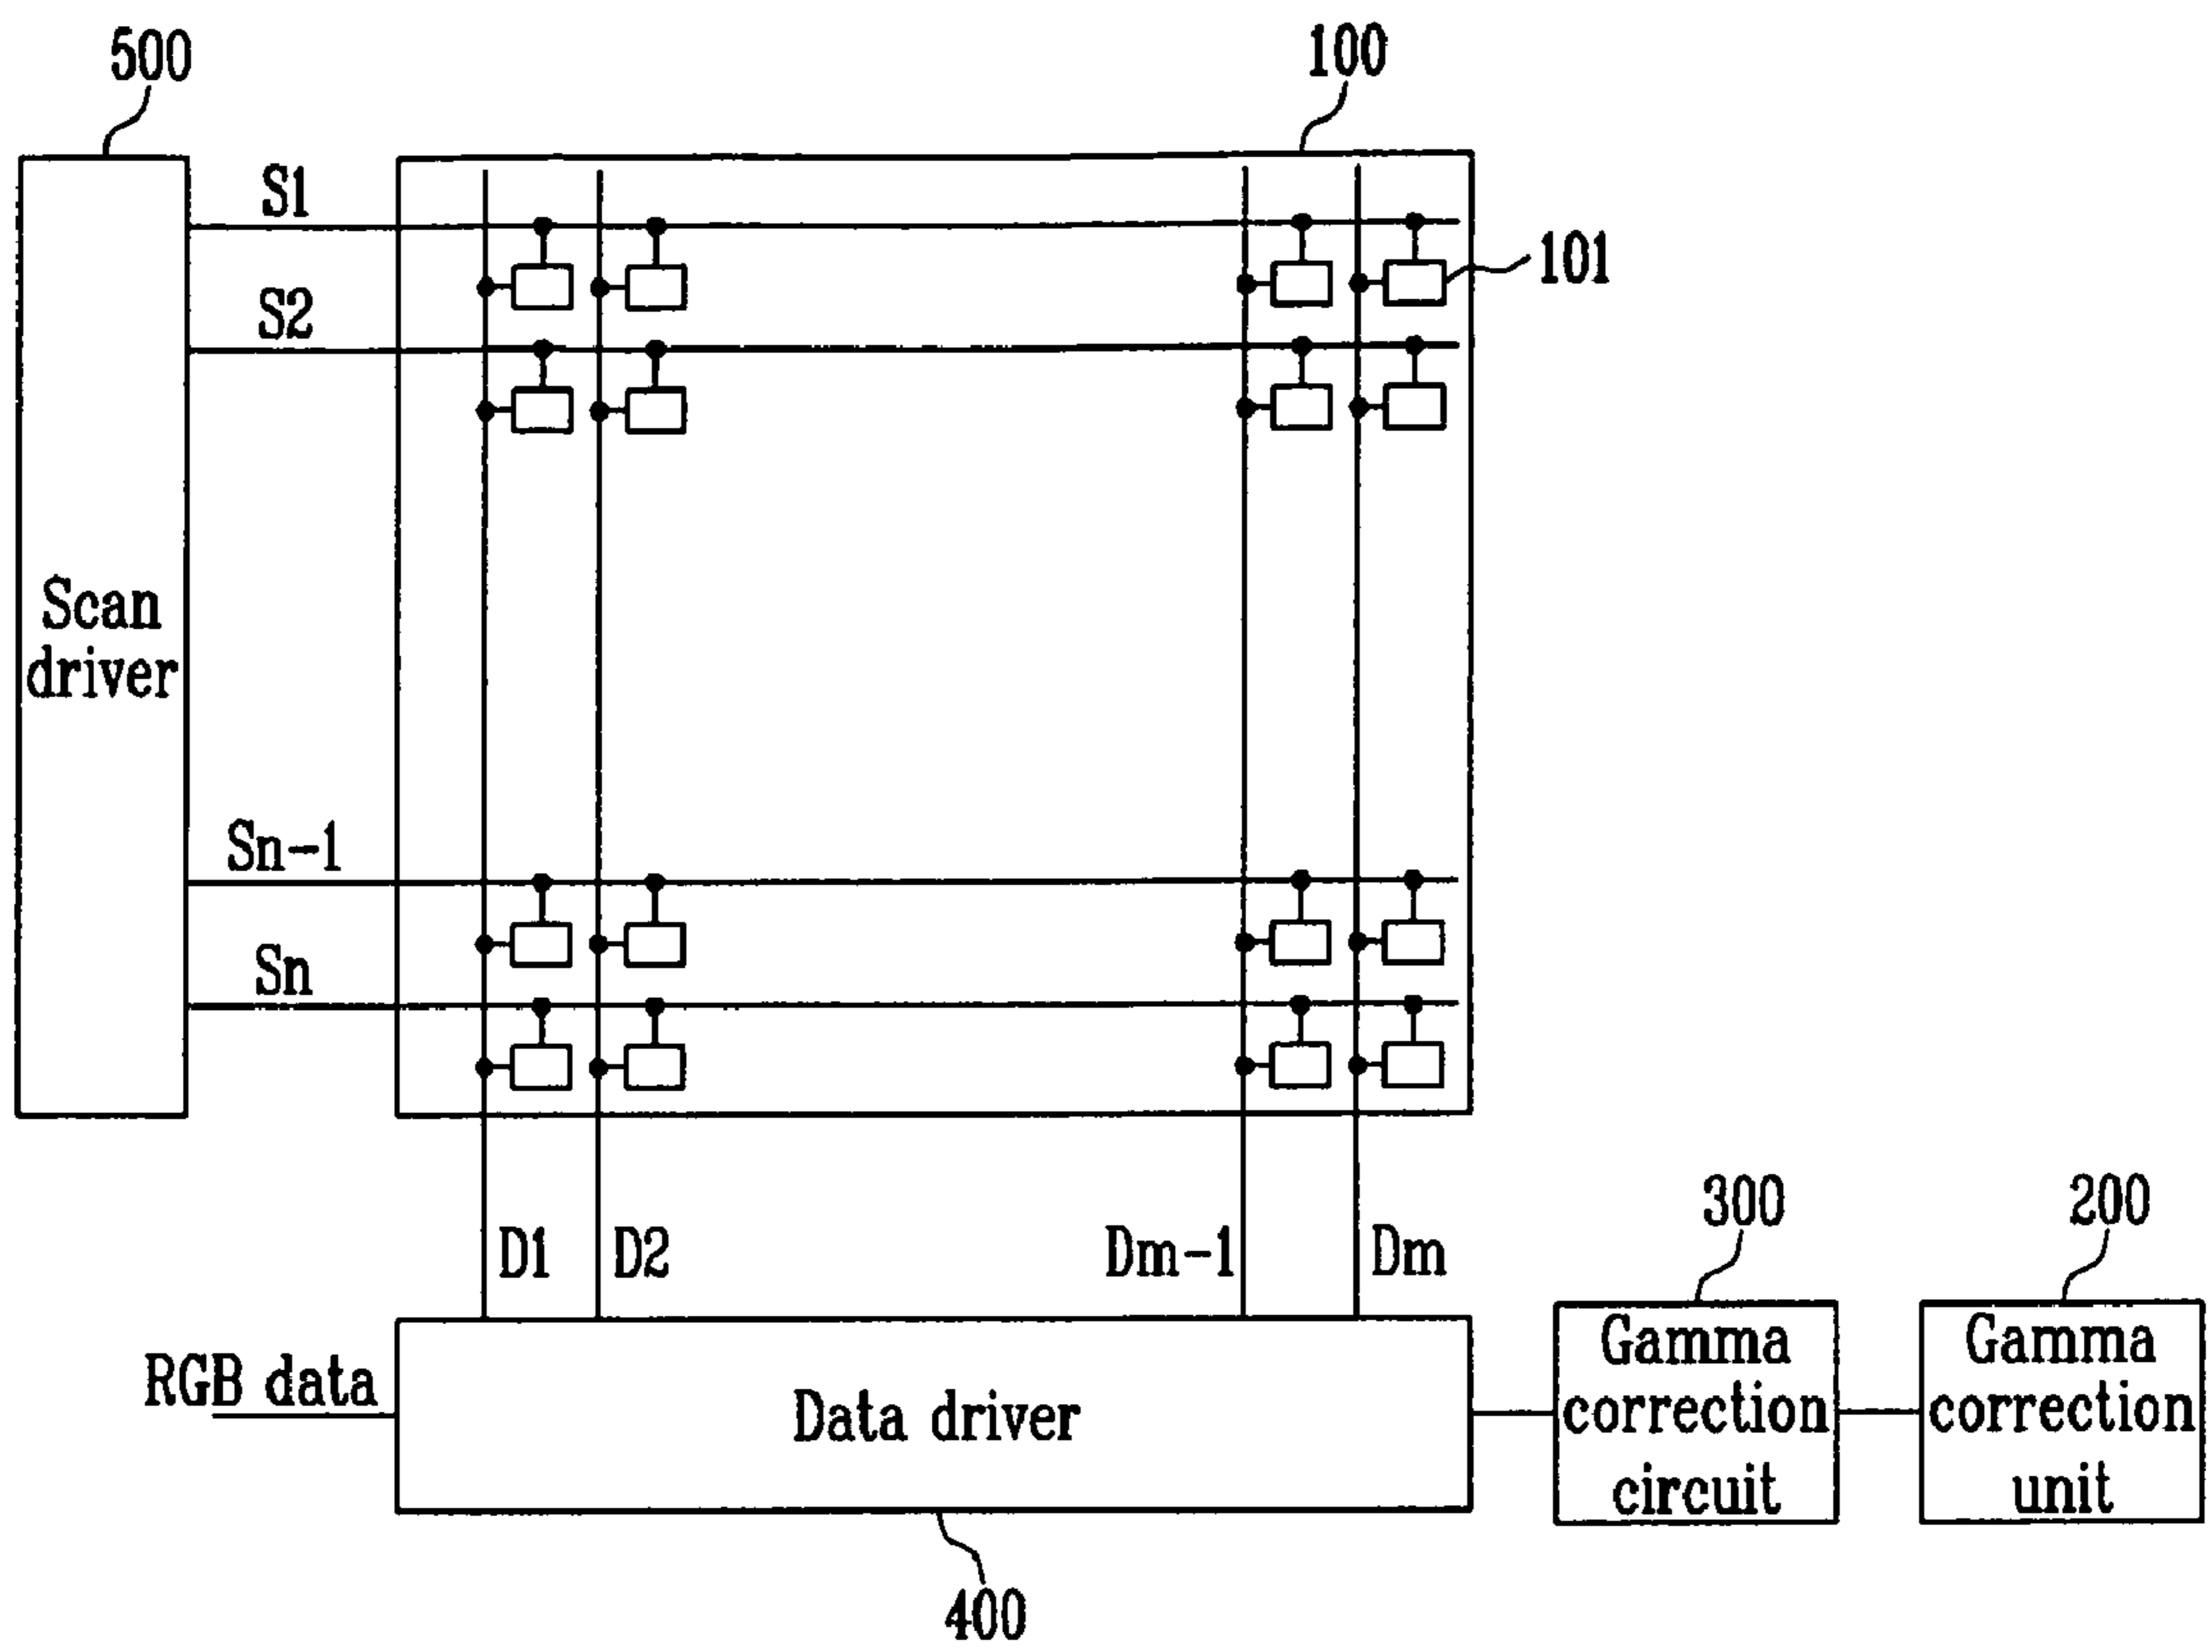 500
100
S1
101
S2
Scan
driver
Sn-1
Sn
D1
D2
Dm-1
Dm
300
200
RGB data
Data driver
Gamma
correction
circuit
Gamma
correction
unit
400